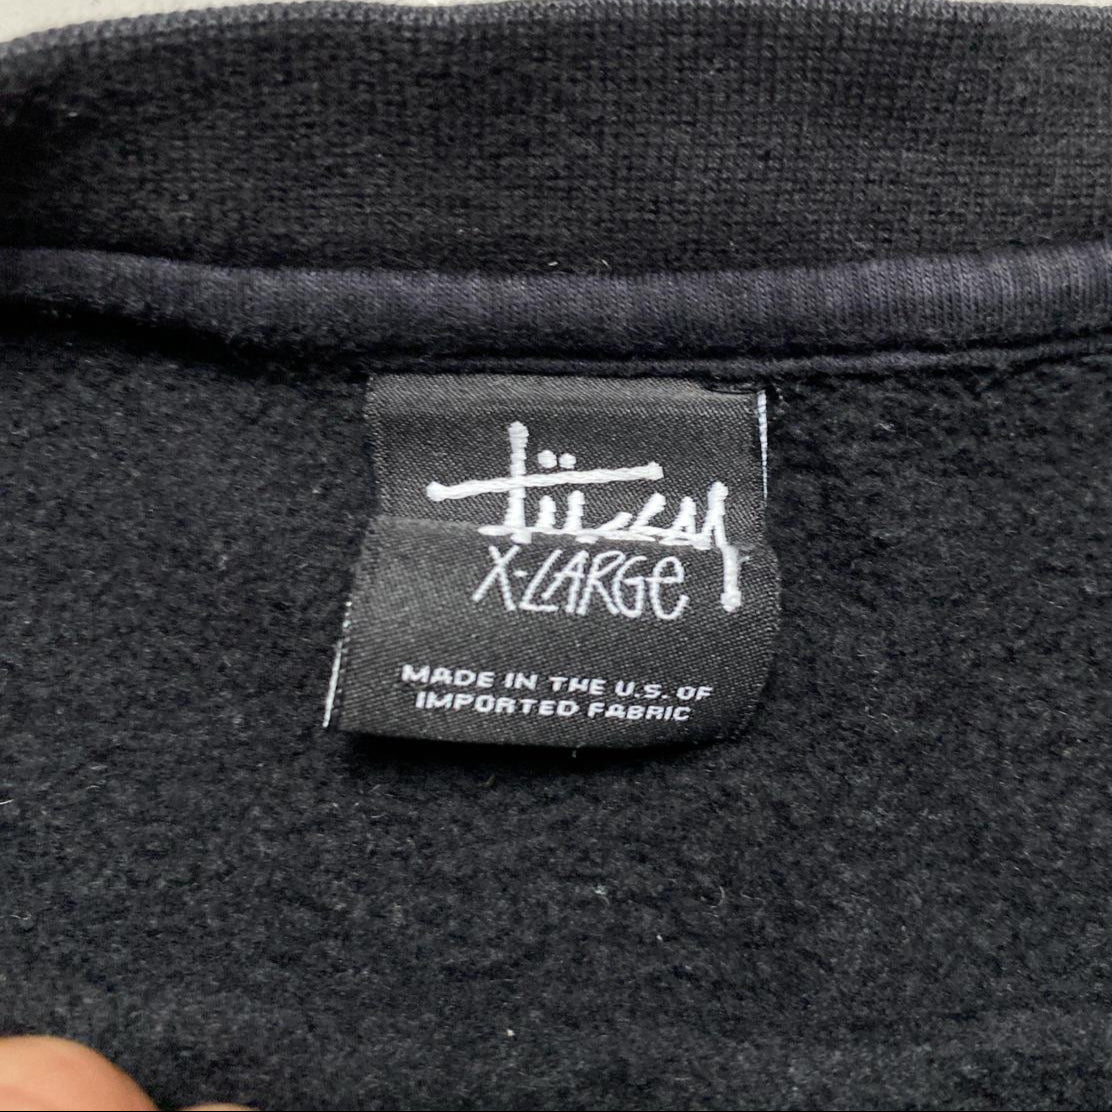 Stüssy
X-LARGe
MADE IN THE U.S. OF
IMPORTED FABRIC